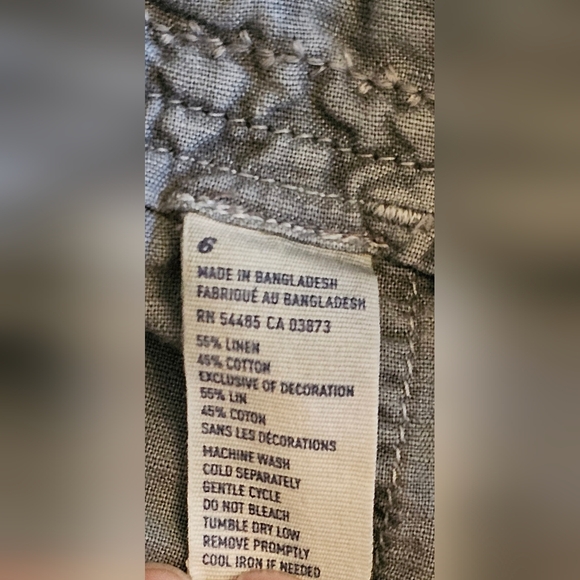 6
MADE IN BANGLADESH
FABRIQUÉ AU BANGLADESH
RN 54485 CA 03873
55% LINEN
45% COTTON
EXCLUSIVE OF DECORATION
55% LIN
45% COTON
SANS LES DÉCORATIONS
MACHINE WASH
COLD SEPARATELY
GENTLE CYCLE
DO NOT BLEACH
TUMBLE DRY LOW
REMOVE PROMPTLY
COOL IRON IF NEEDED